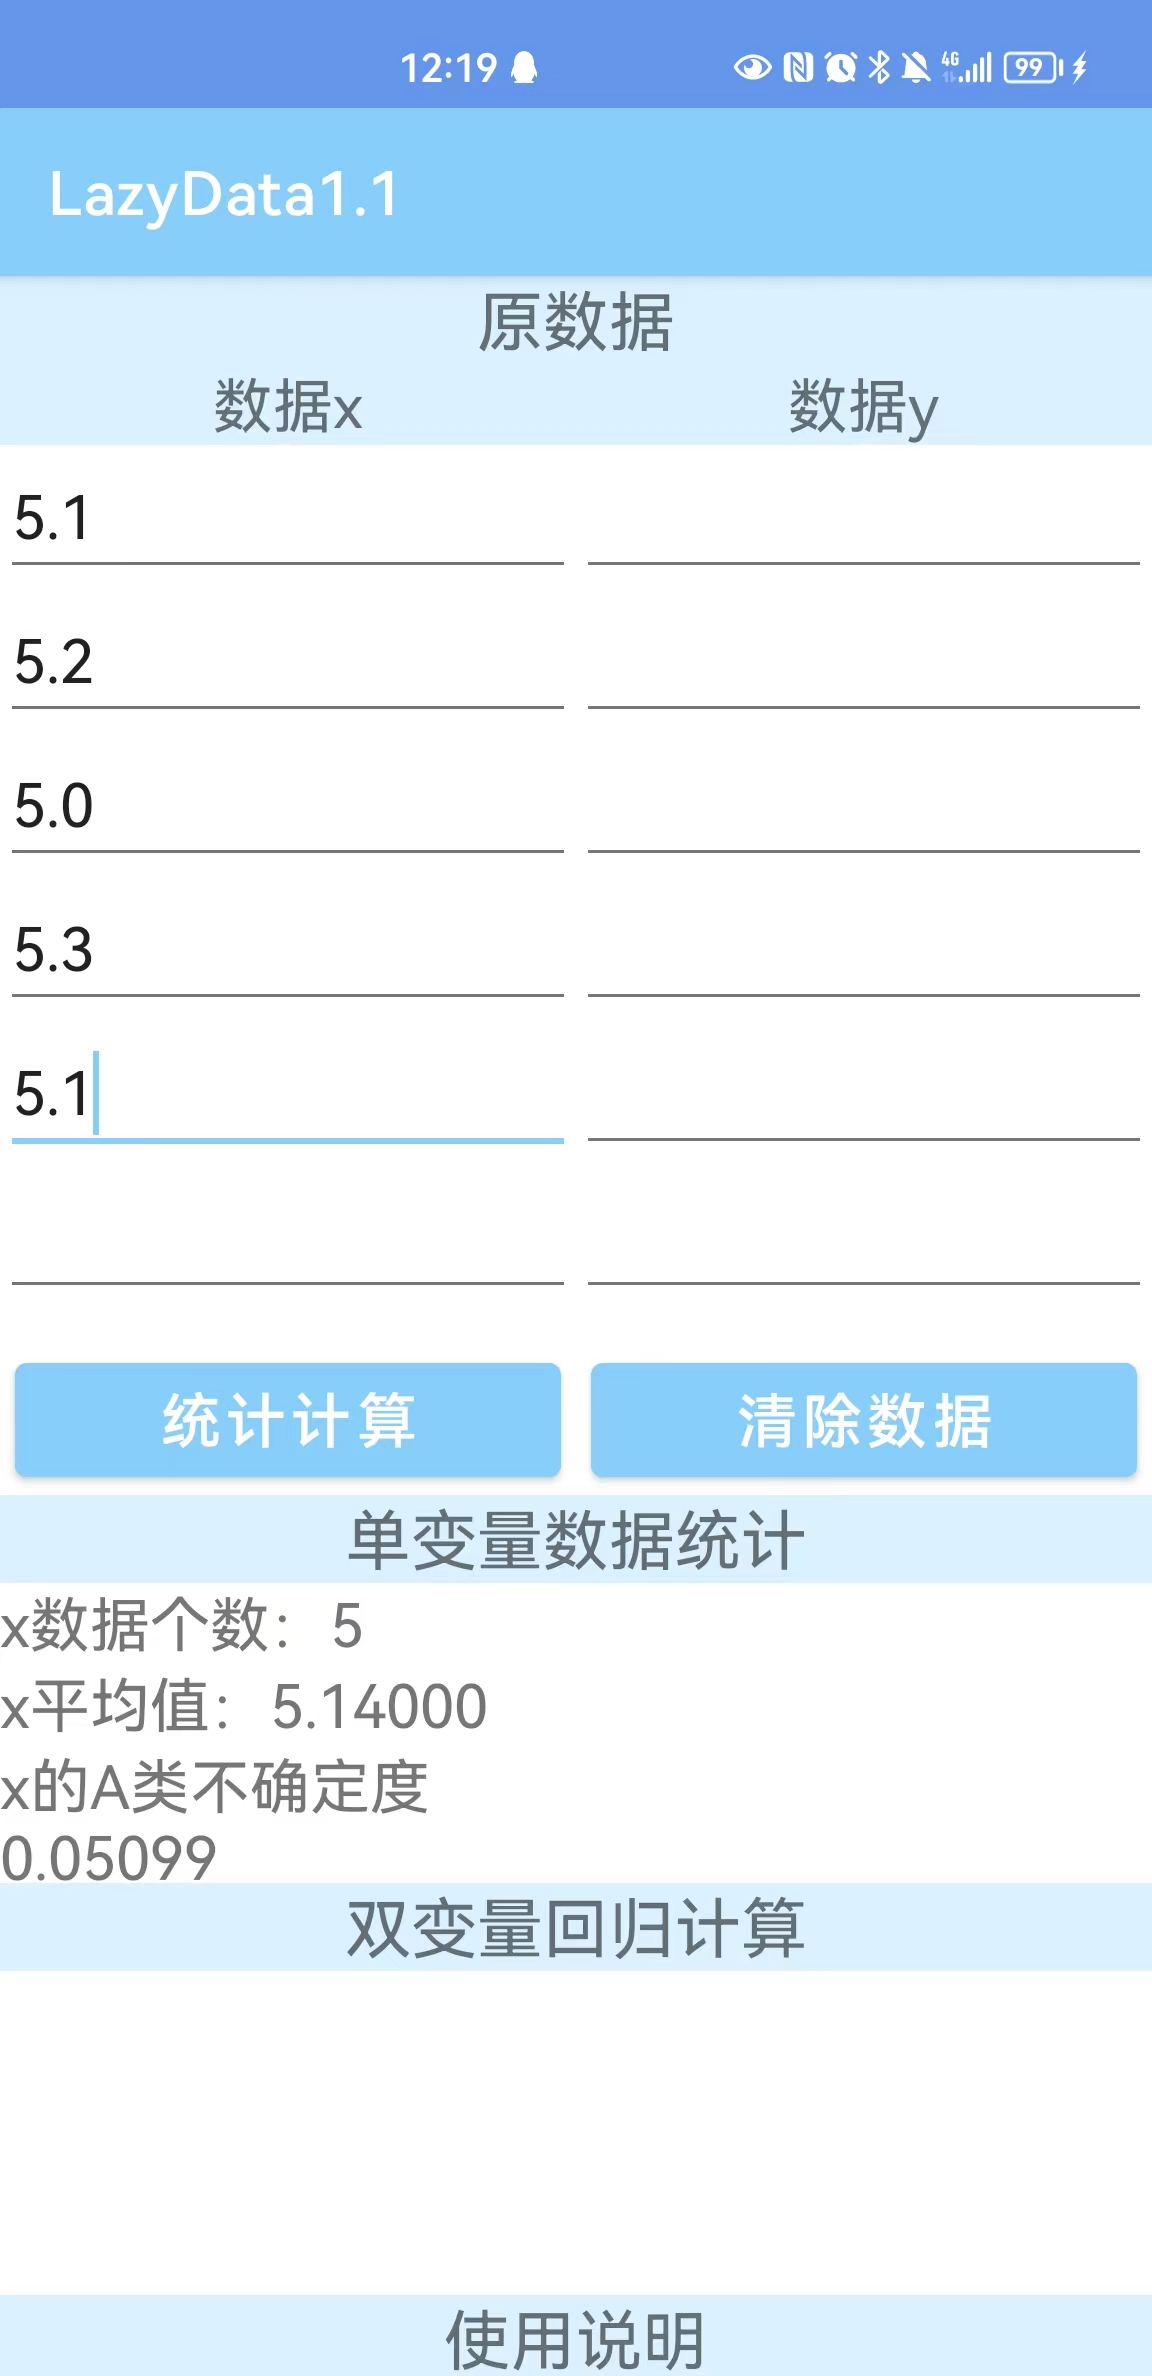 12:19 4G 99
LazyData1.1
原数据
数据x 数据y
5.1
5.2
5.0
5.3
5.1
统计计算 清除数据
单变量数据统计
x数据个数：5
x平均值：5.14000
x的A类不确定度
0.05099
双变量回归计算
使用说明